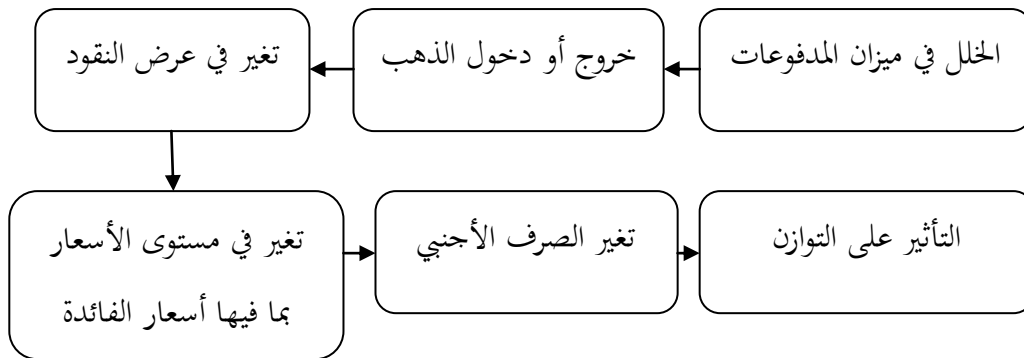 الخلل في ميزان المدفوعات
خروج أو دخول الذهب
تغير في عرض النقود
تغير في مستوى الأسعار
بما فيها أسعار الفائدة
تغير الصرف الأجنبي
التأثير على التوازن